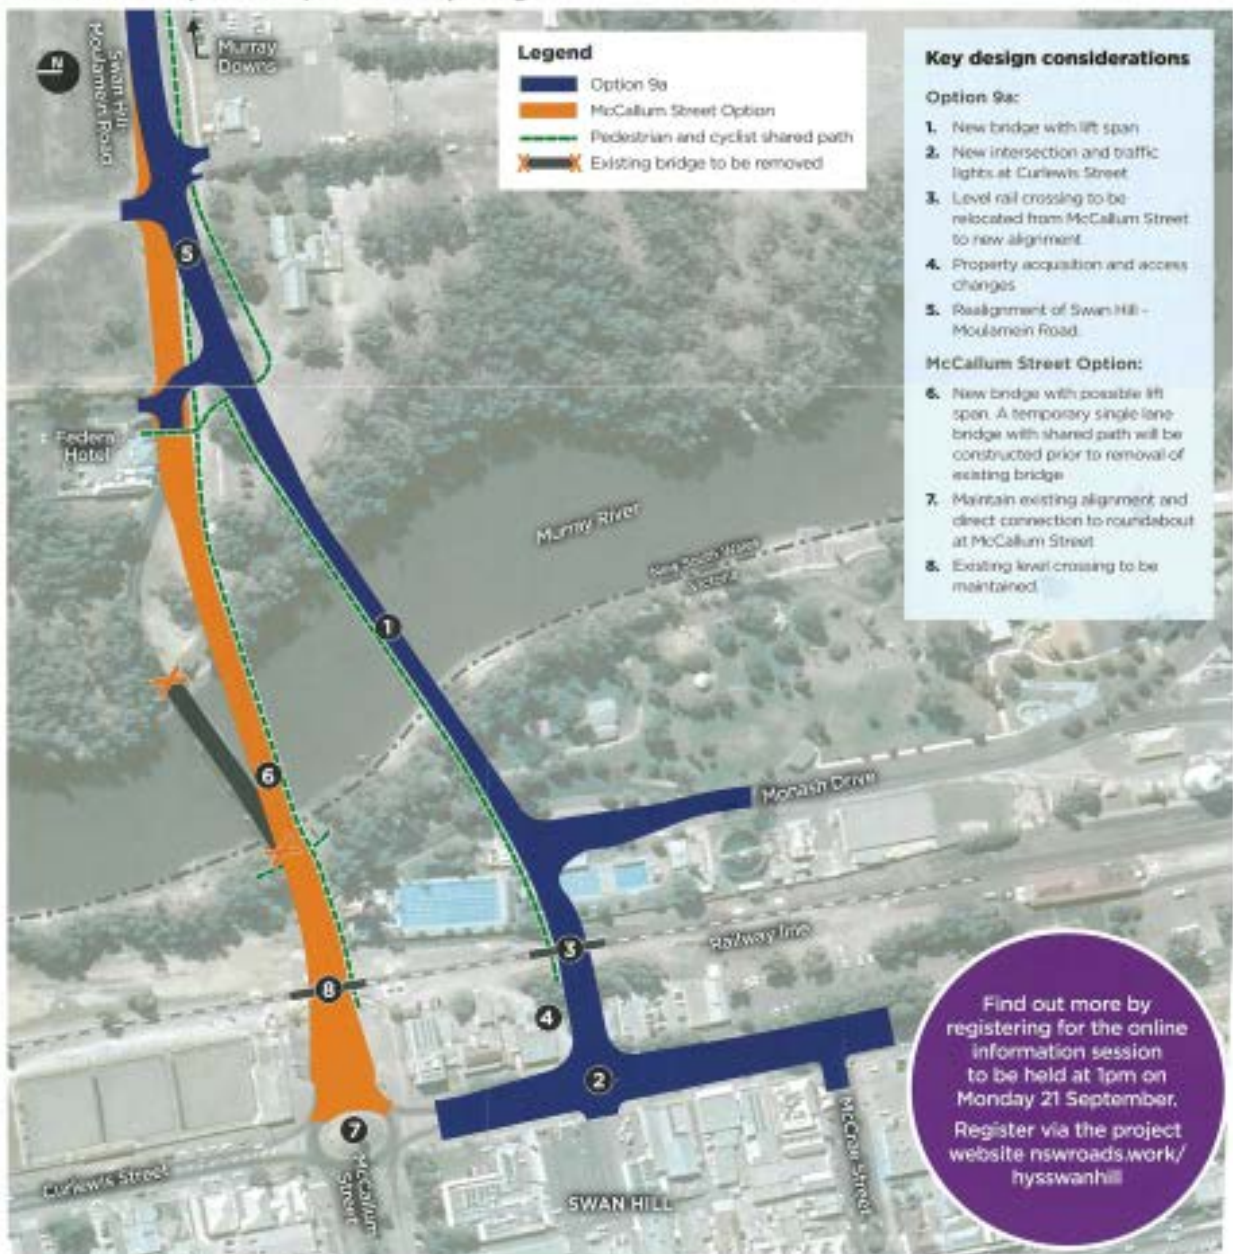 Swan Hill
Moulamein Road
N
Murray
Downs
Legend
Option 9a
McCallum Street Option
Pedestrian and cyclist shared path
Existing bridge to be removed
Key design considerations
Option 9a:
1. New bridge with lift span
2. New intersection and traffic
lights at Curlewis Street
3. Level rail crossing to be
relocated from McCallum Street
to new alignment
4. Property acquisition and access
changes
5. Realignment of Swan Hill -
Moulamein Road.
McCallum Street Option:
6. New bridge with possible lift
span. A temporary single lane
bridge with shared path will be
constructed prior to removal of
existing bridge
7. Maintain existing alignment and
direct connection to roundabout
at McCallum Street
8. Existing level crossing to be
maintained.
5
Federal
Hotel
Murray River
New South Wales
Victoria
1
6
Monash Drive
3
Railway line
8
4
2
7
Curlewis Street
McCallum
Street
McCrae Street
SWAN HILL
Find out more by
registering for the online
information session
to be held at 1pm on
Monday 21 September.
Register via the project
website nswroads.work/
hysswanhill